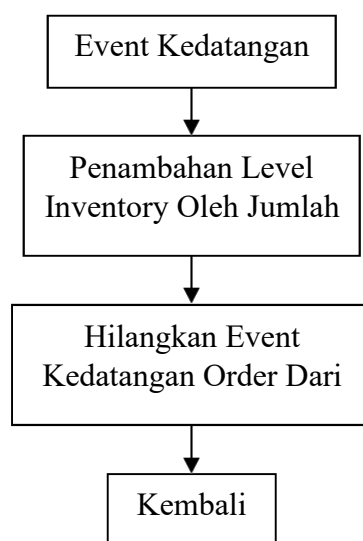 Event Kedatangan
Penambahan Level
Inventory Oleh Jumlah
Hilangkan Event
Kedatangan Order Dari
Kembali